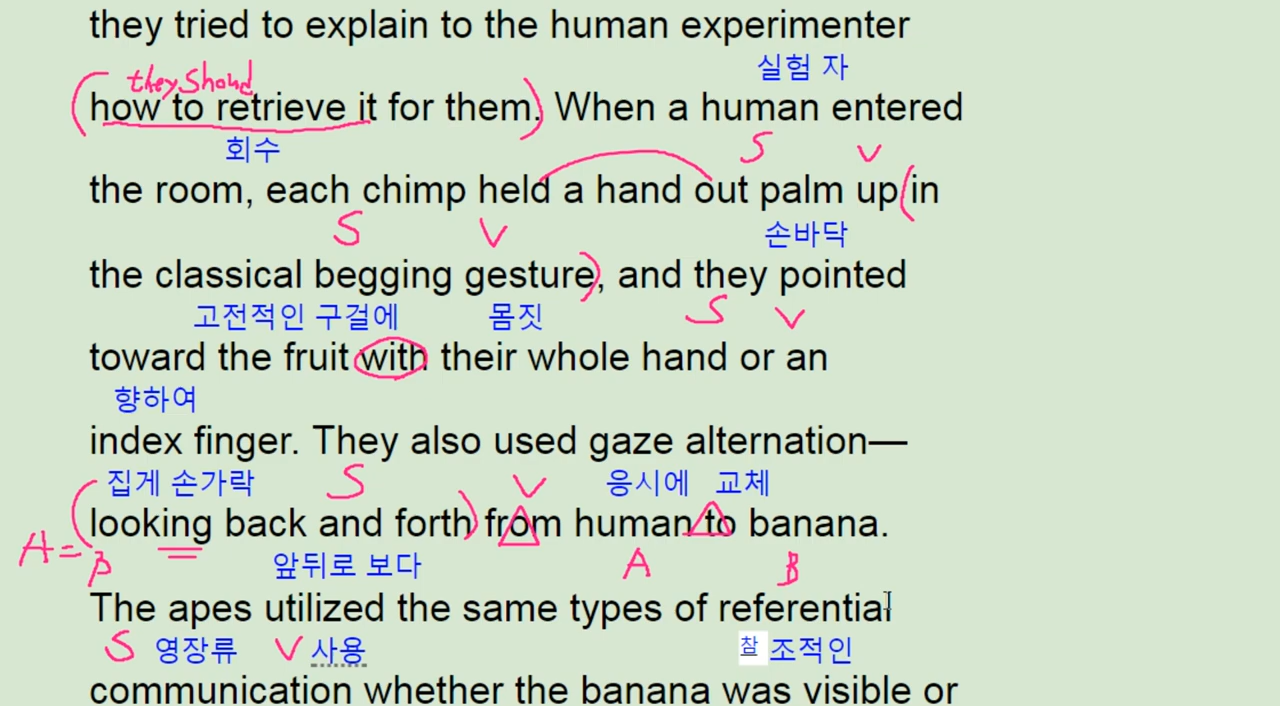 they tried to explain to the human experimenter
they should 실험 자
how to retrieve it for them. When a human entered
회수 S V
the room, each chimp held a hand out palm up in
S V 손바닥
the classical begging gesture, and they pointed
고전적인 구걸에 몸짓 S V
toward the fruit with their whole hand or an
향하여
index finger. They also used gaze alternation—
집게 손가락 S V 응시에 교체
looking back and forth from human to banana.
A = B 앞뒤로 보다 A B
The apes utilized the same types of referential
S 영장류 V 사용 참 조적인
communication whether the banana was visible or